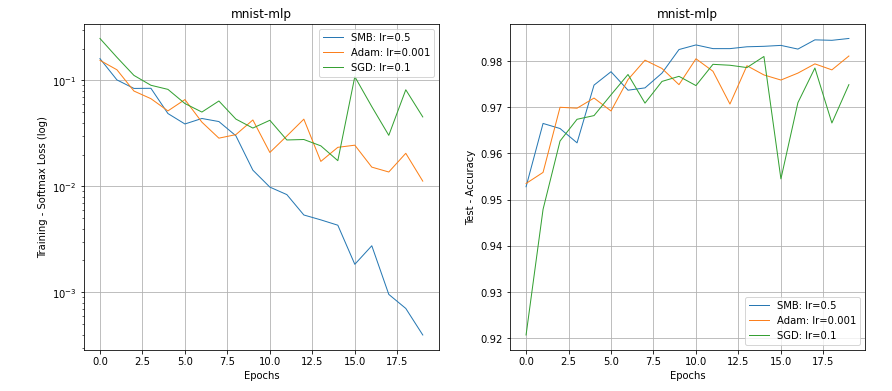 mnist-mlp
Training - Softmax Loss (log)
10⁻¹
10⁻²
10⁻³
0.0 2.5 5.0 7.5 10.0 12.5 15.0 17.5
Epochs
SMB: lr=0.5
Adam: lr=0.001
SGD: lr=0.1
mnist-mlp
Test - Accuracy
0.98
0.97
0.96
0.95
0.94
0.93
0.92
0.0 2.5 5.0 7.5 10.0 12.5 15.0 17.5
Epochs
SMB: lr=0.5
Adam: lr=0.001
SGD: lr=0.1